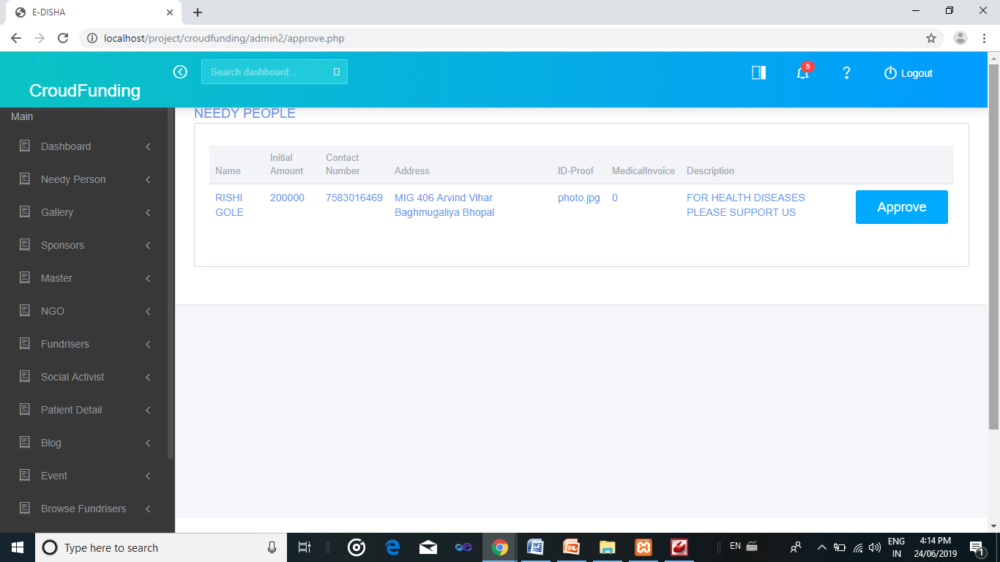 E-DISHA
localhost/project/croudfunding/admin2/approve.php
Search dashboard...
5
?
Logout
CroudFunding
Main
Dashboard
Needy Person
Gallery
Sponsors
Master
NGO
Fundrisers
Social Activist
Patient Detail
Blog
Event
Browse Fundrisers
NEEDY PEOPLE
Name Initial Amount Contact Number Address ID-Proof MedicalInvoice Description
RISHI GOLE 200000 7583016469 MIG 406 Arvind Vihar Baghmugaliya Bhopal photo.jpg 0 FOR HEALTH DISEASES PLEASE SUPPORT US Approve
Type here to search
EN
ENG
IN
4:14 PM
24/06/2019
1